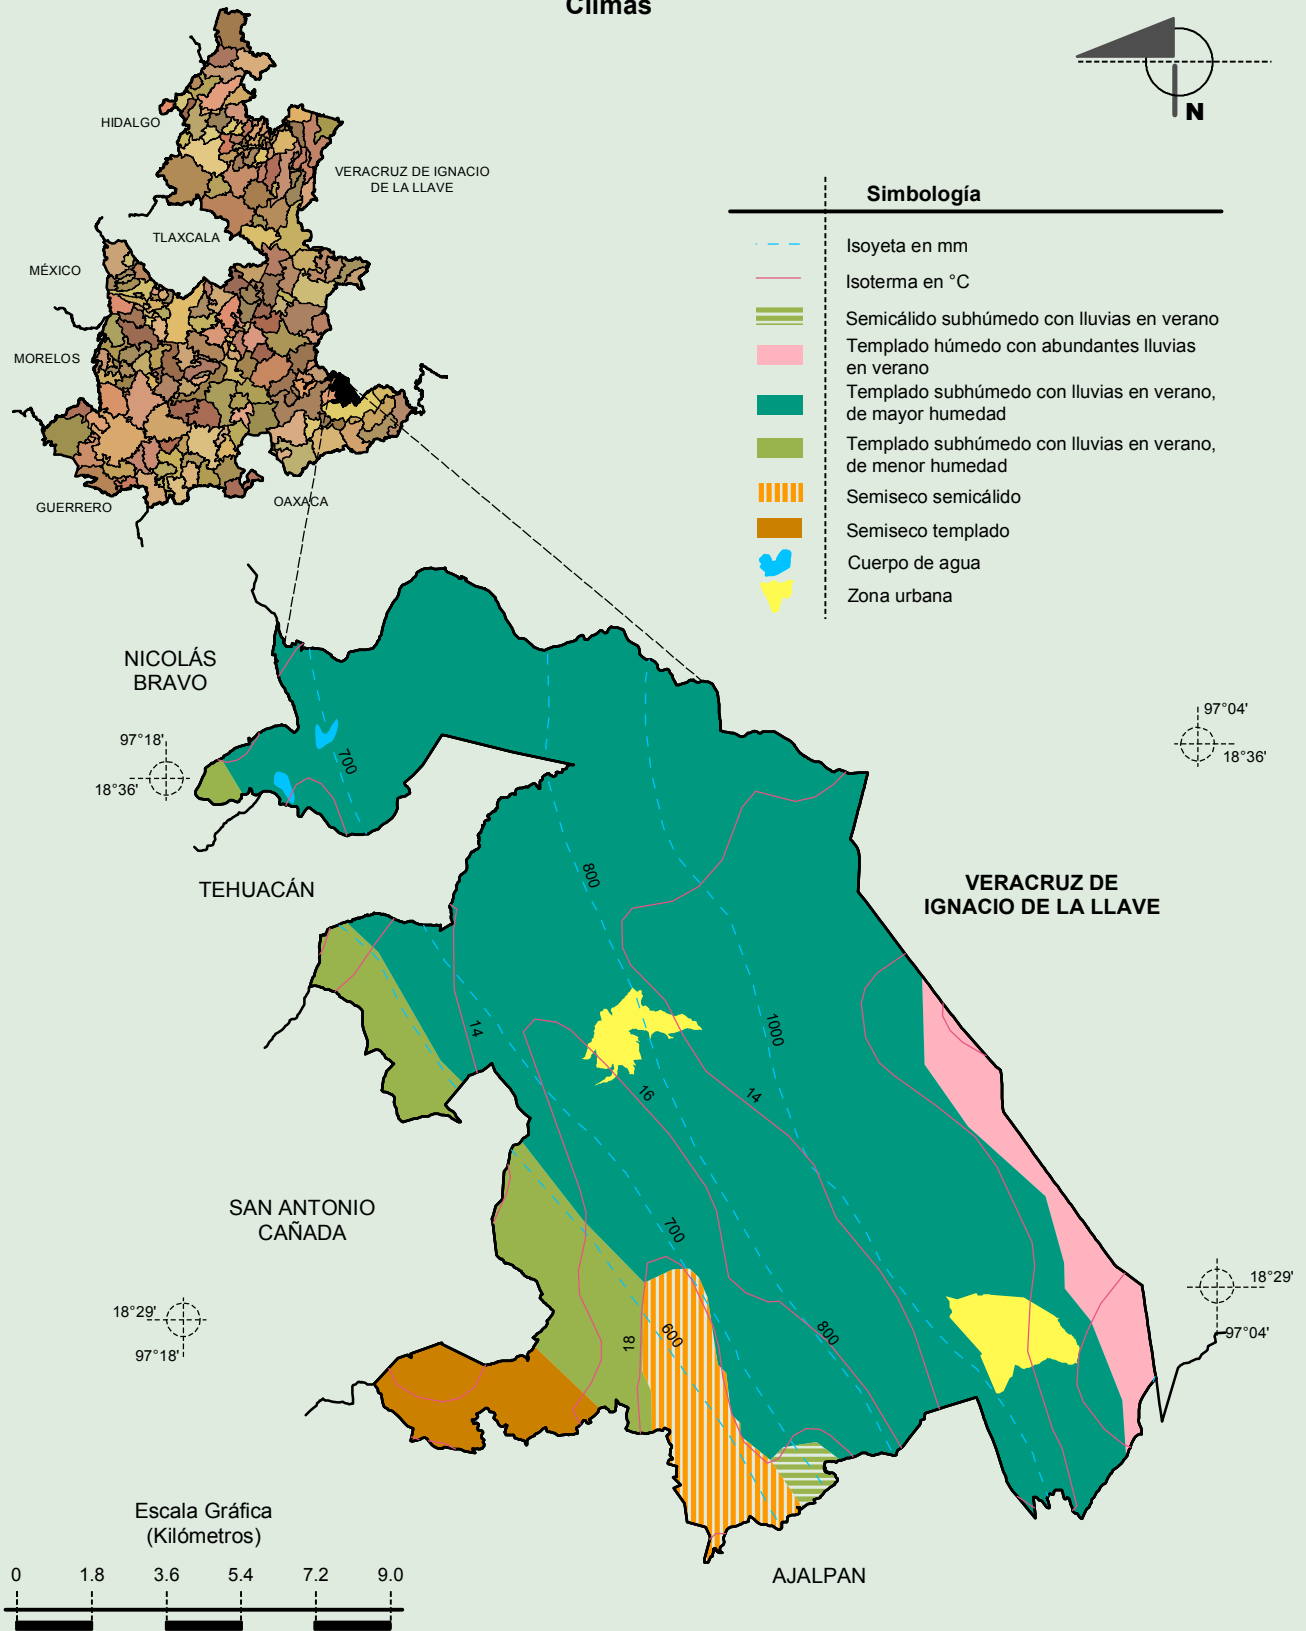 Climas
N
HIDALGO
VERACRUZ DE IGNACIO
DE LA LLAVE
TLAXCALA
MÉXICO
MORELOS
GUERRERO
OAXACA
Simbología
Isoyeta en mm
Isoterma en °C
Semicálido subhúmedo con lluvias en verano
Templado húmedo con abundantes lluvias
en verano
Templado subhúmedo con lluvias en verano,
de mayor humedad
Templado subhúmedo con lluvias en verano,
de menor humedad
Semiseco semicálido
Semiseco templado
Cuerpo de agua
Zona urbana
NICOLÁS
BRAVO
97°18'
18°36'
97°04'
18°36'
700
TEHUACÁN
800
VERACRUZ DE
IGNACIO DE LA LLAVE
14
1000
16
14
SAN ANTONIO
CAÑADA
700
18°29'
97°18'
18°29'
97°04'
18
600
800
AJALPAN
Escala Gráfica
(Kilómetros)
0 1.8 3.6 5.4 7.2 9.0